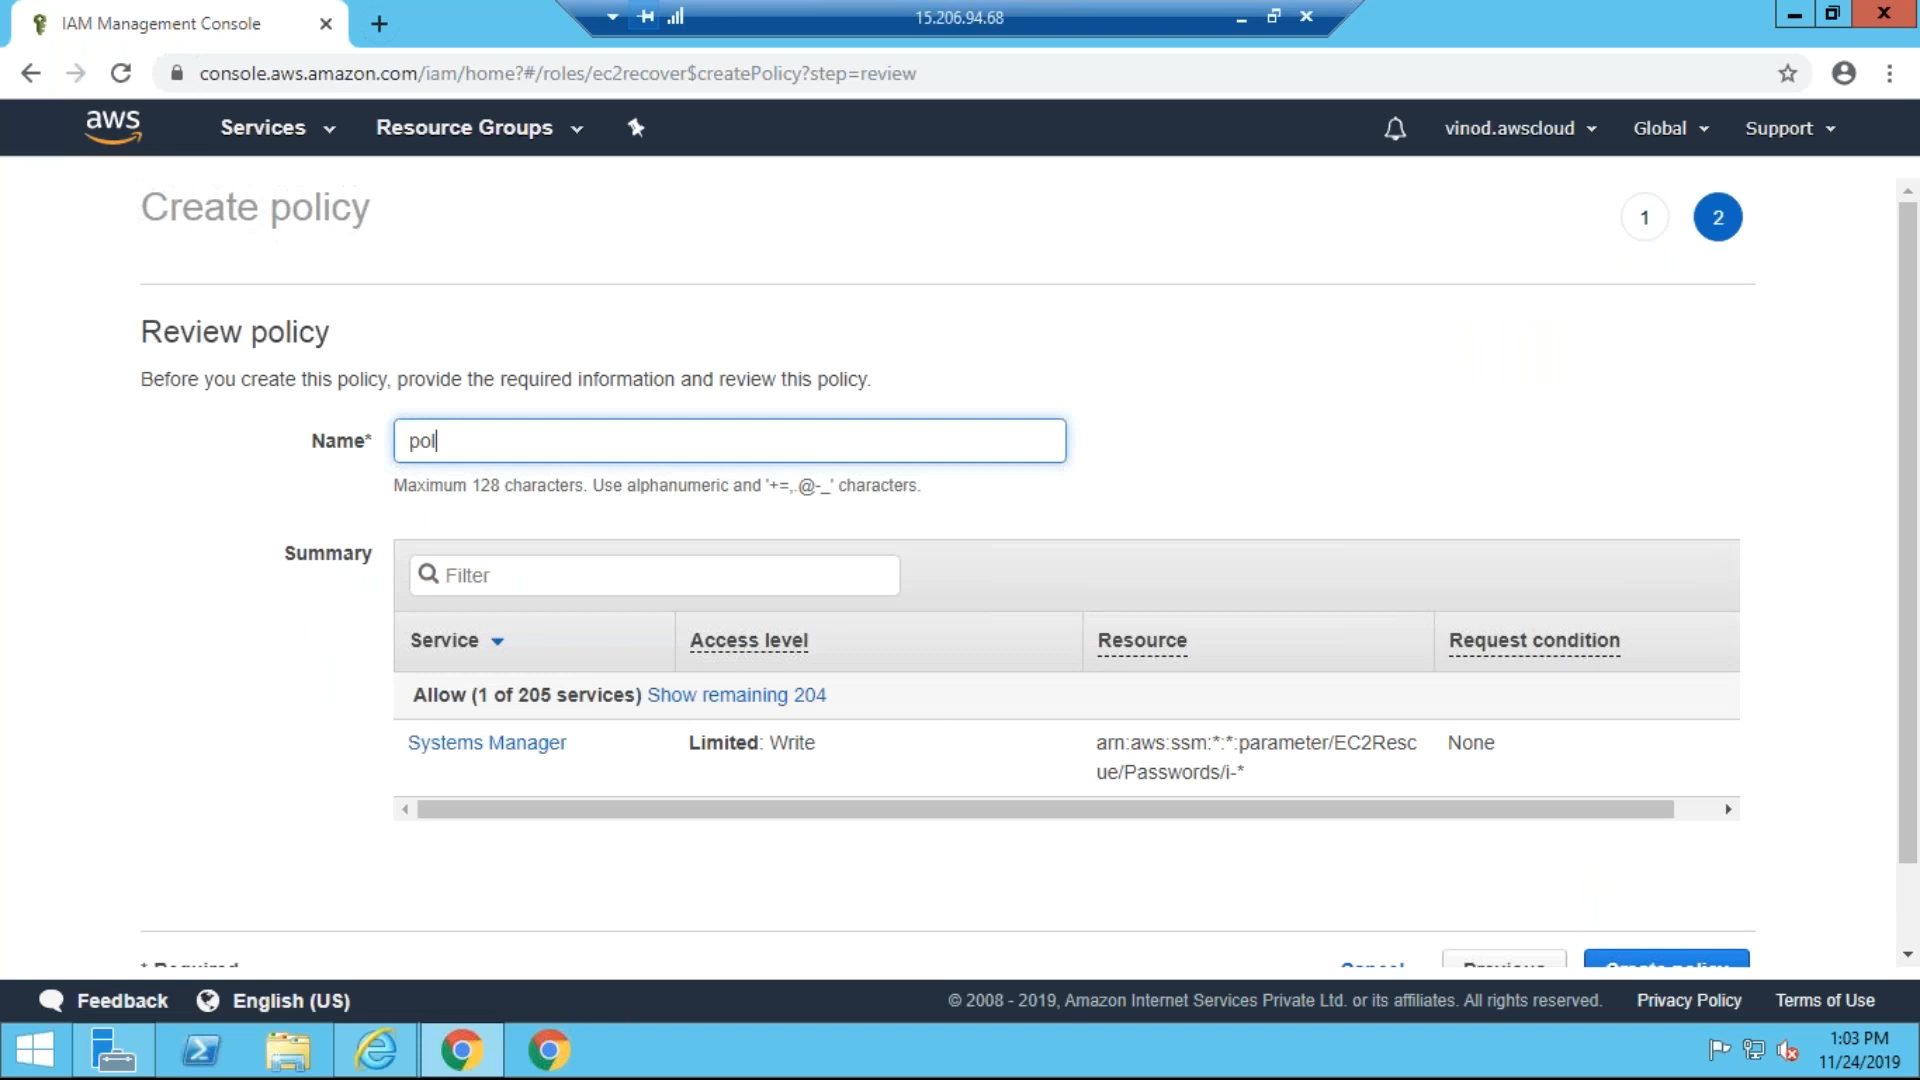 IAM Management Console
15.206.94.68
console.aws.amazon.com/iam/home?#/roles/ec2recover$createPolicy?step=review
aws
Services
Resource Groups
vinod.awscloud
Global
Support
Create policy
1
2
Review policy
Before you create this policy, provide the required information and review this policy.
Name*
pol
Maximum 128 characters. Use alphanumeric and '+=,.@-_' characters.
Summary
Filter
Service
Access level
Resource
Request condition
Allow (1 of 205 services) Show remaining 204
Systems Manager
Limited: Write
arn:aws:ssm:*:*:parameter/EC2Resc
ue/Passwords/i-*
None
* Required
Cancel
Previous
Create policy
Feedback
English (US)
© 2008 - 2019, Amazon Internet Services Private Ltd. or its affiliates. All rights reserved.
Privacy Policy
Terms of Use
1:03 PM
11/24/2019